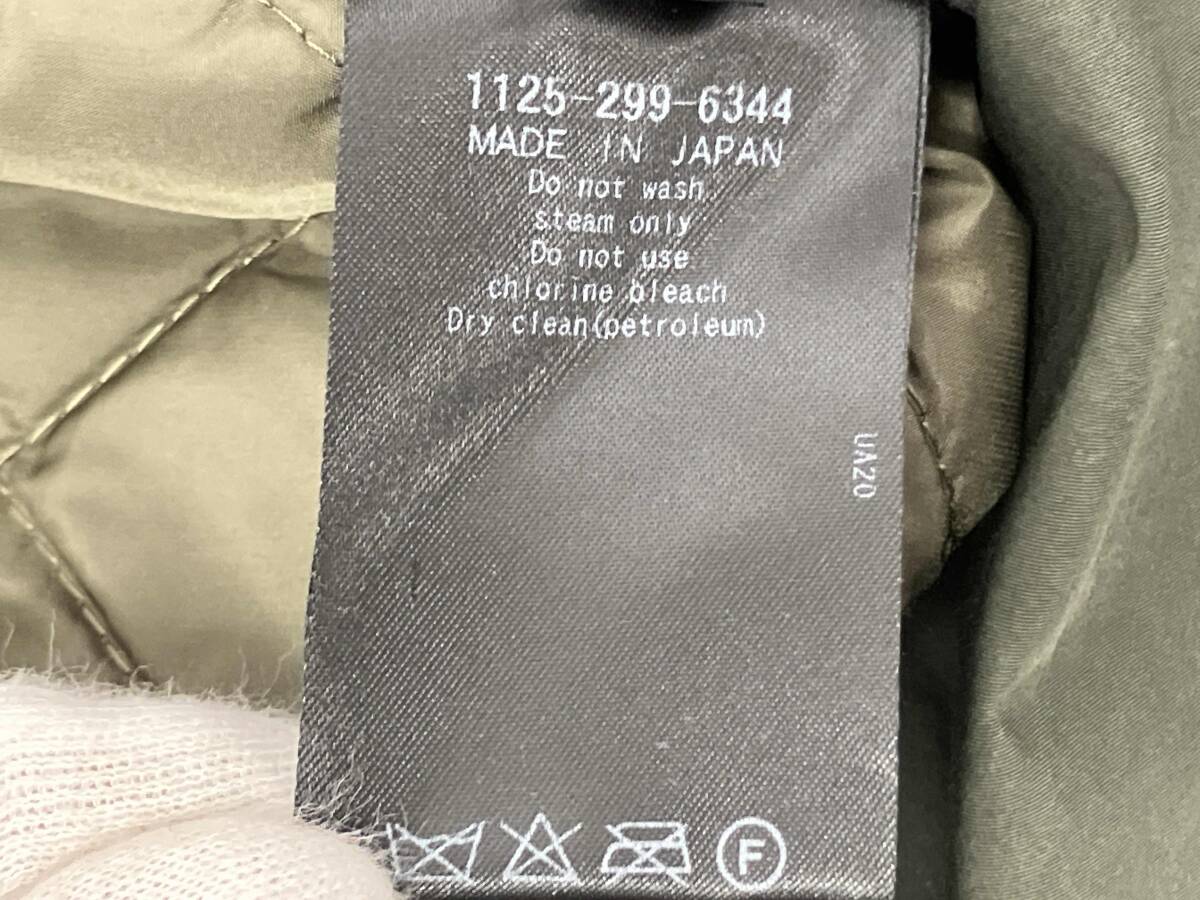 1125-299-6344
MADE IN JAPAN
Do not wash
steam only
Do not use
chlorine bleach
Dry clean(petroleum)
UA20
F